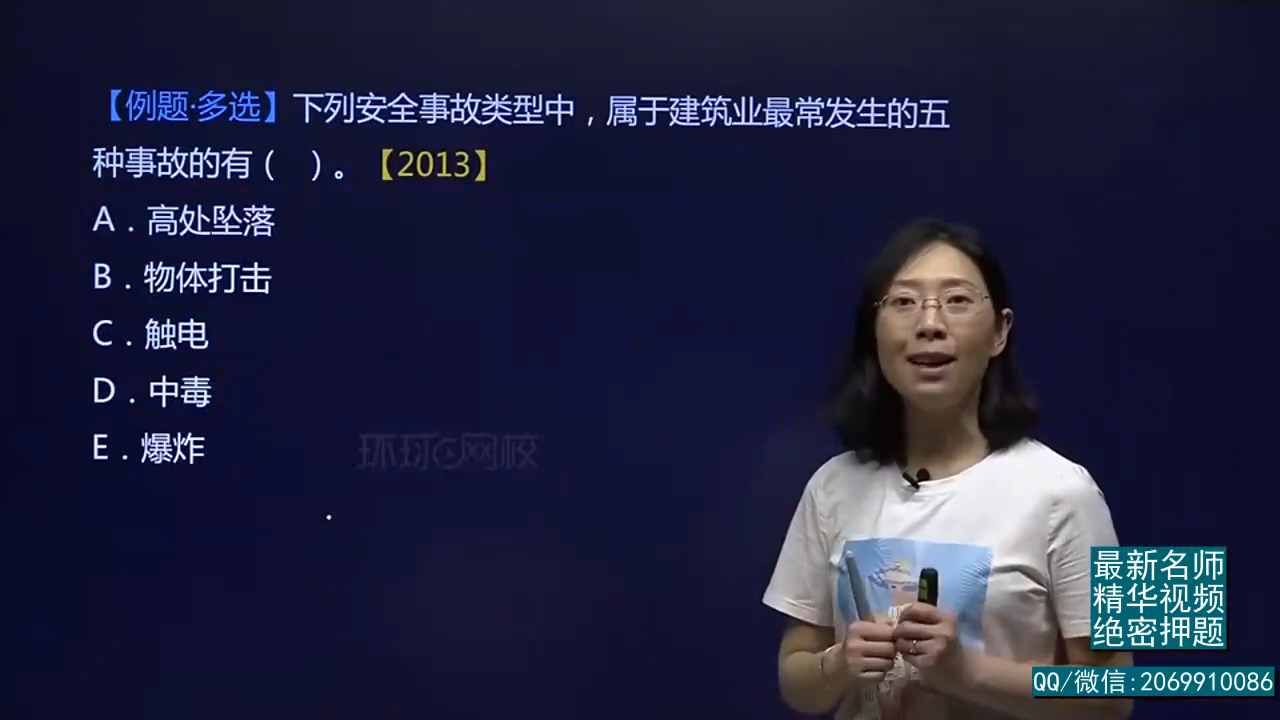 【例题·多选】下列安全事故类型中，属于建筑业最常发生的五
种事故的有（ ）。【2013】
A．高处坠落
B．物体打击
C．触电
D．中毒
E．爆炸
环球网校
最新名师
精华视频
绝密押题
QQ/微信:2069910086